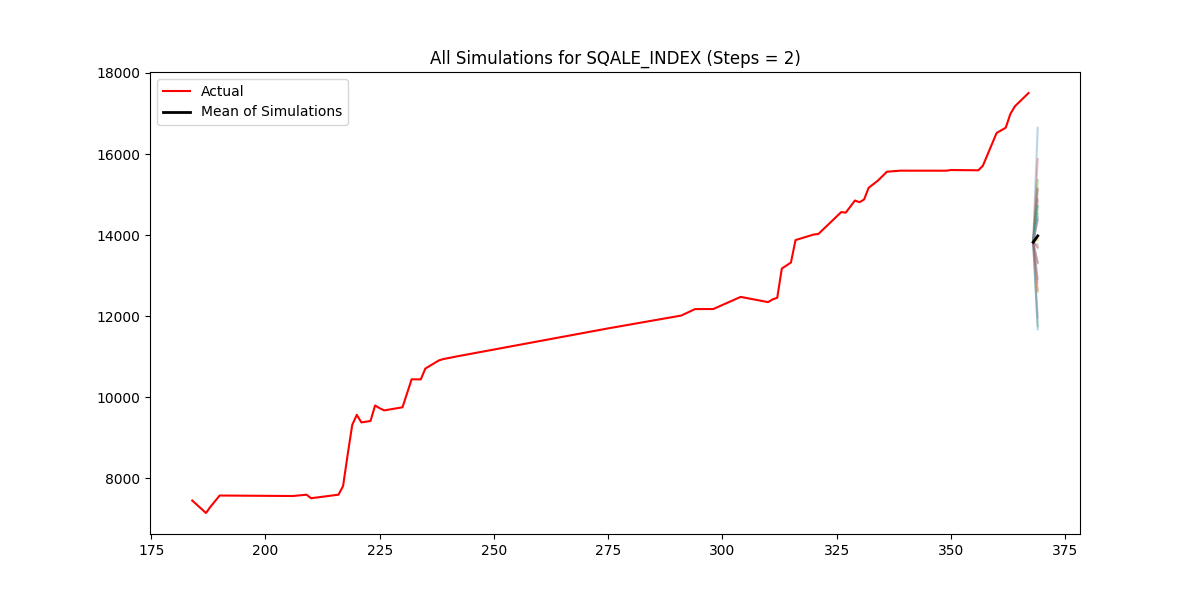 All Simulations for SQALE_INDEX (Steps = 2)
Actual
Mean of Simulations
18000
16000
14000
12000
10000
8000
175 200 225 250 275 300 325 350 375